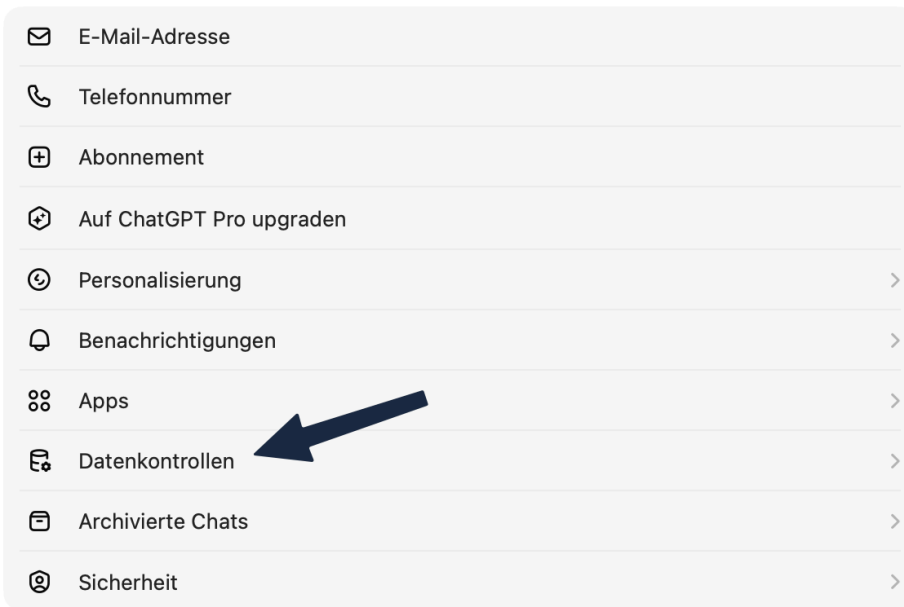 E-Mail-Adresse
Telefonnummer
Abonnement
Auf ChatGPT Pro upgraden
Personalisierung
Benachrichtigungen
Apps
Datenkontrollen
Archivierte Chats
Sicherheit